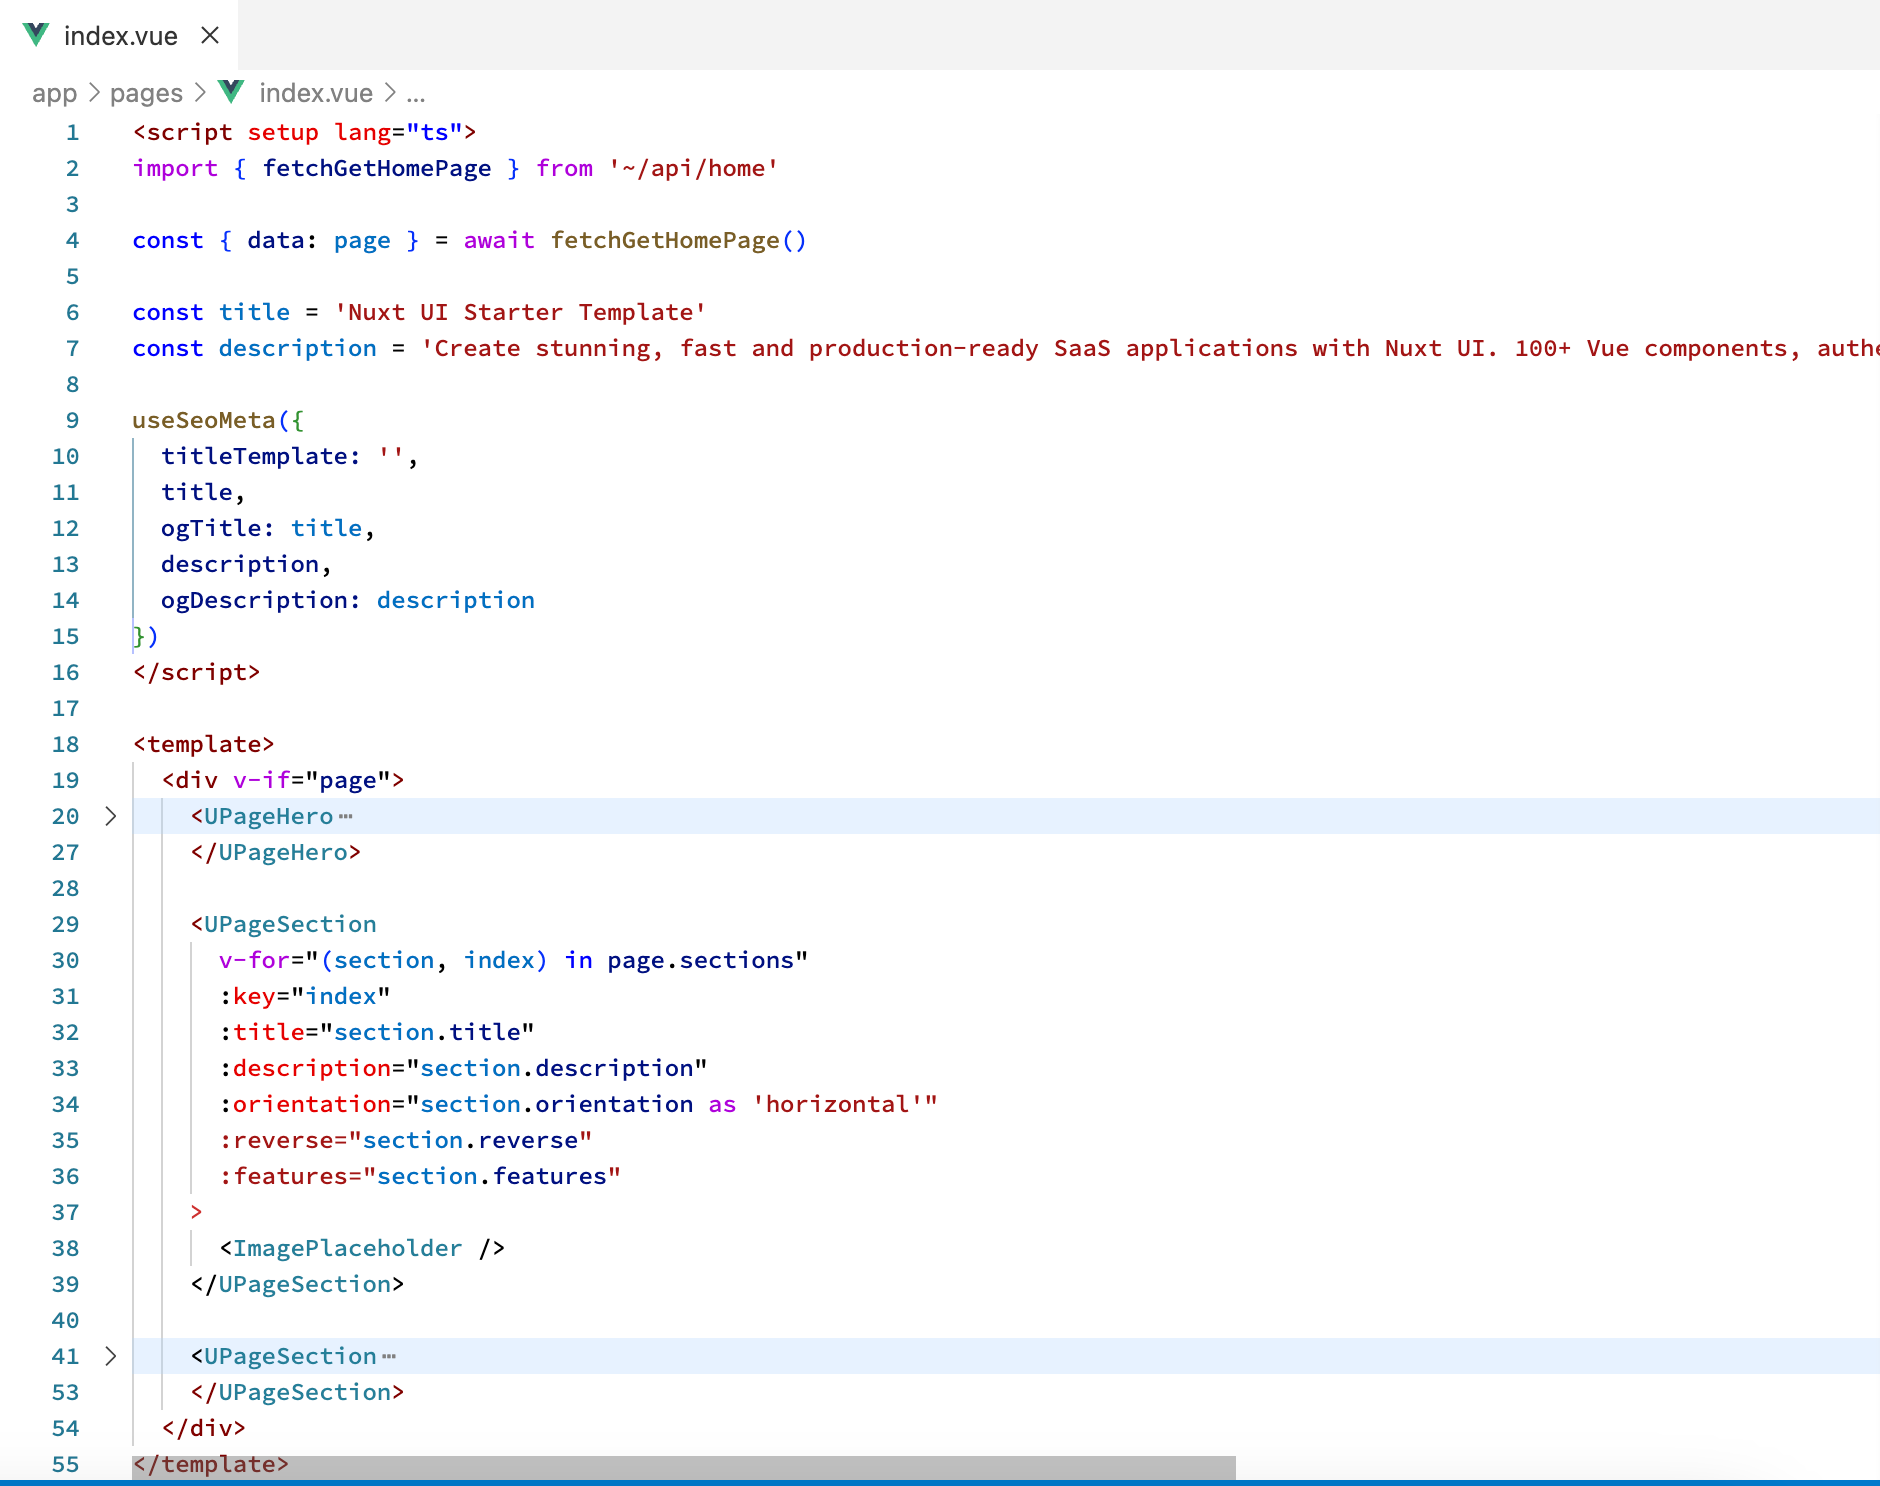 index.vue
app > pages > index.vue > ...
1 <script setup lang="ts">
2 import { fetchGetHomePage } from '~/api/home'
3
4 const { data: page } = await fetchGetHomePage()
5
6 const title = 'Nuxt UI Starter Template'
7 const description = 'Create stunning, fast and production-ready SaaS applications with Nuxt UI. 100+ Vue components,
8
9 useSeoMeta({
10   titleTemplate: '',
11   title,
12   ogTitle: title,
13   description,
14   ogDescription: description
15 })
16 </script>
17
18 <template>
19   <div v-if="page">
20     <UPageHero…
27     </UPageHero>
28
29     <UPageSection
30       v-for="(section, index) in page.sections"
31       :key="index"
32       :title="section.title"
33       :description="section.description"
34       :orientation="section.orientation as 'horizontal'"
35       :reverse="section.reverse"
36       :features="section.features"
37     >
38       <ImagePlaceholder />
39     </UPageSection>
40
41     <UPageSection…
53     </UPageSection>
54   </div>
55 </template>